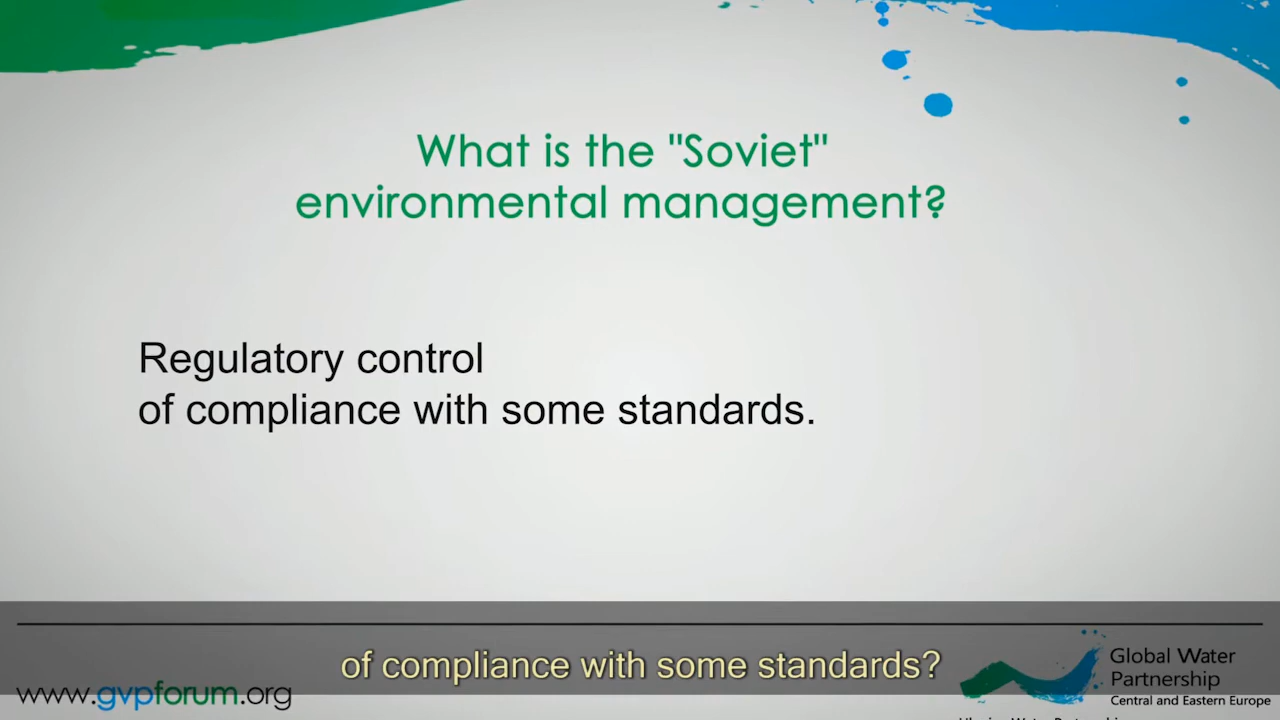 What is the "Soviet"
environmental management?
Regulatory control
of compliance with some standards.
of compliance with some standards?
www.gvpforum.org
Global Water
Partnership
Central and Eastern Europe